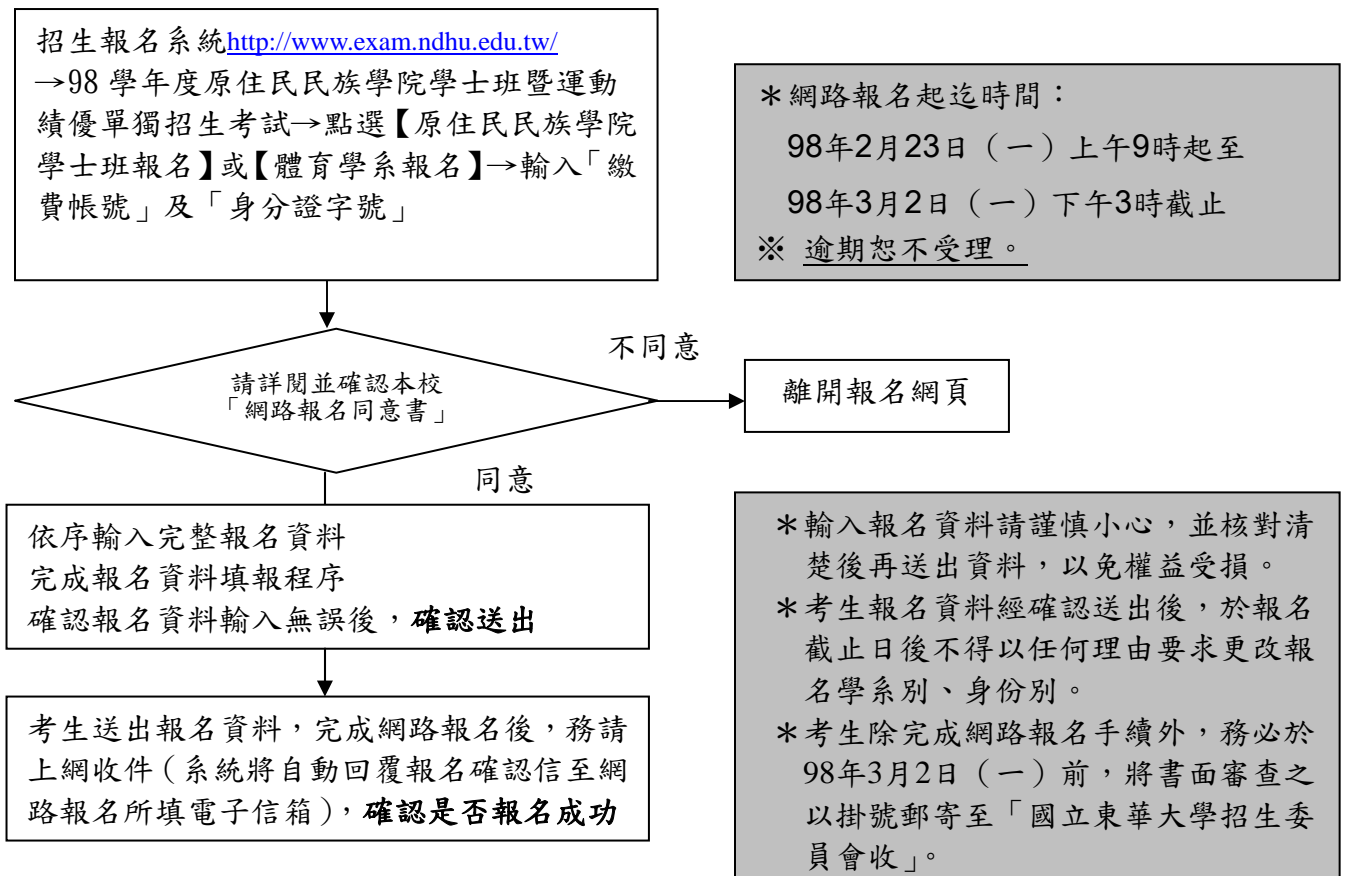 招生報名系統http://www.exam.ndhu.edu.tw/
→98 學年度原住民民族學院學士班暨運動
績優單獨招生考試→點選【原住民民族學院
學士班報名】或【體育學系報名】→輸入「繳
費帳號」及「身分證字號」
＊網路報名起迄時間：
98年2月23日（一）上午9時起至
98年3月2日（一）下午3時截止
※ 逾期恕不受理。
請詳閱並確認本校
「網路報名同意書」
不同意
離開報名網頁
同意
依序輸入完整報名資料
完成報名資料填報程序
確認報名資料輸入無誤後，確認送出
考生送出報名資料，完成網路報名後，務請
上網收件（系統將自動回覆報名確認信至網
路報名所填電子信箱），確認是否報名成功
＊輸入報名資料請謹慎小心，並核對清
楚後再送出資料，以免權益受損。
＊考生報名資料經確認送出後，於報名
截止日後不得以任何理由要求更改報
名學系別、身份別。
＊考生除完成網路報名手續外，務必於
98年3月2日（一）前，將書面審查之
以掛號郵寄至「國立東華大學招生委
員會收」。